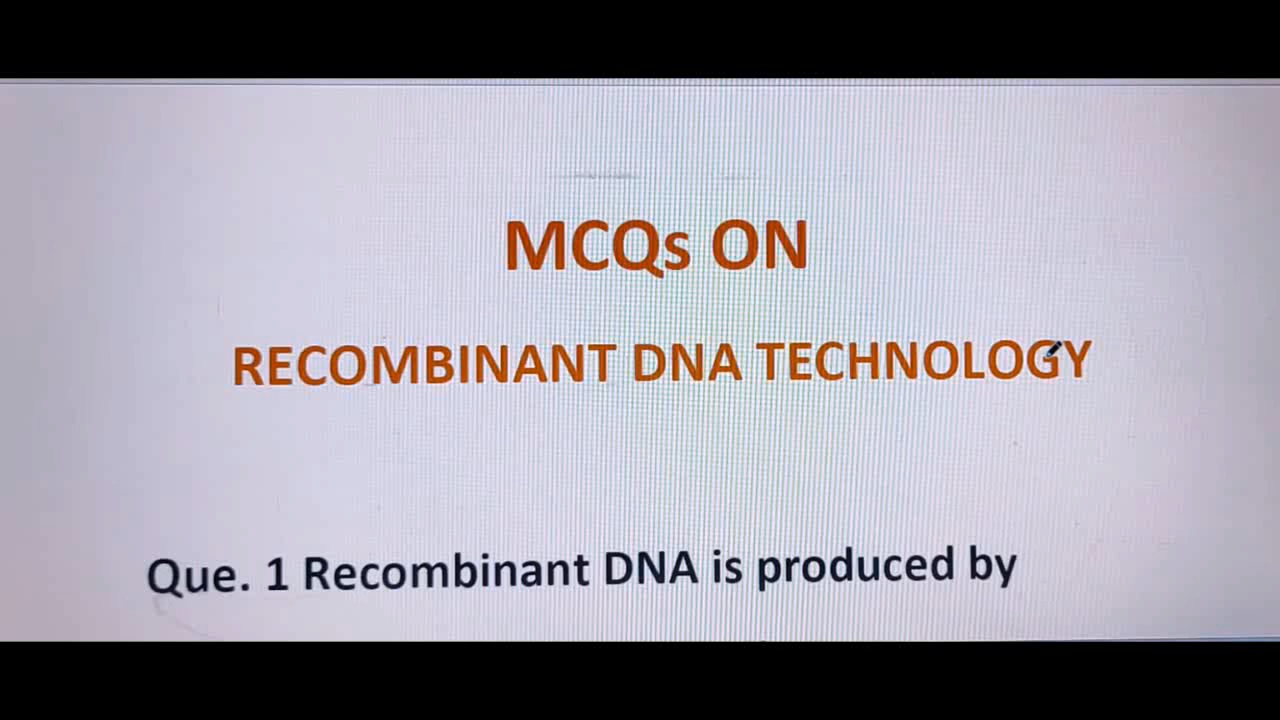 MCQs ON
RECOMBINANT DNA TECHNOLOGY
Que. 1 Recombinant DNA is produced by